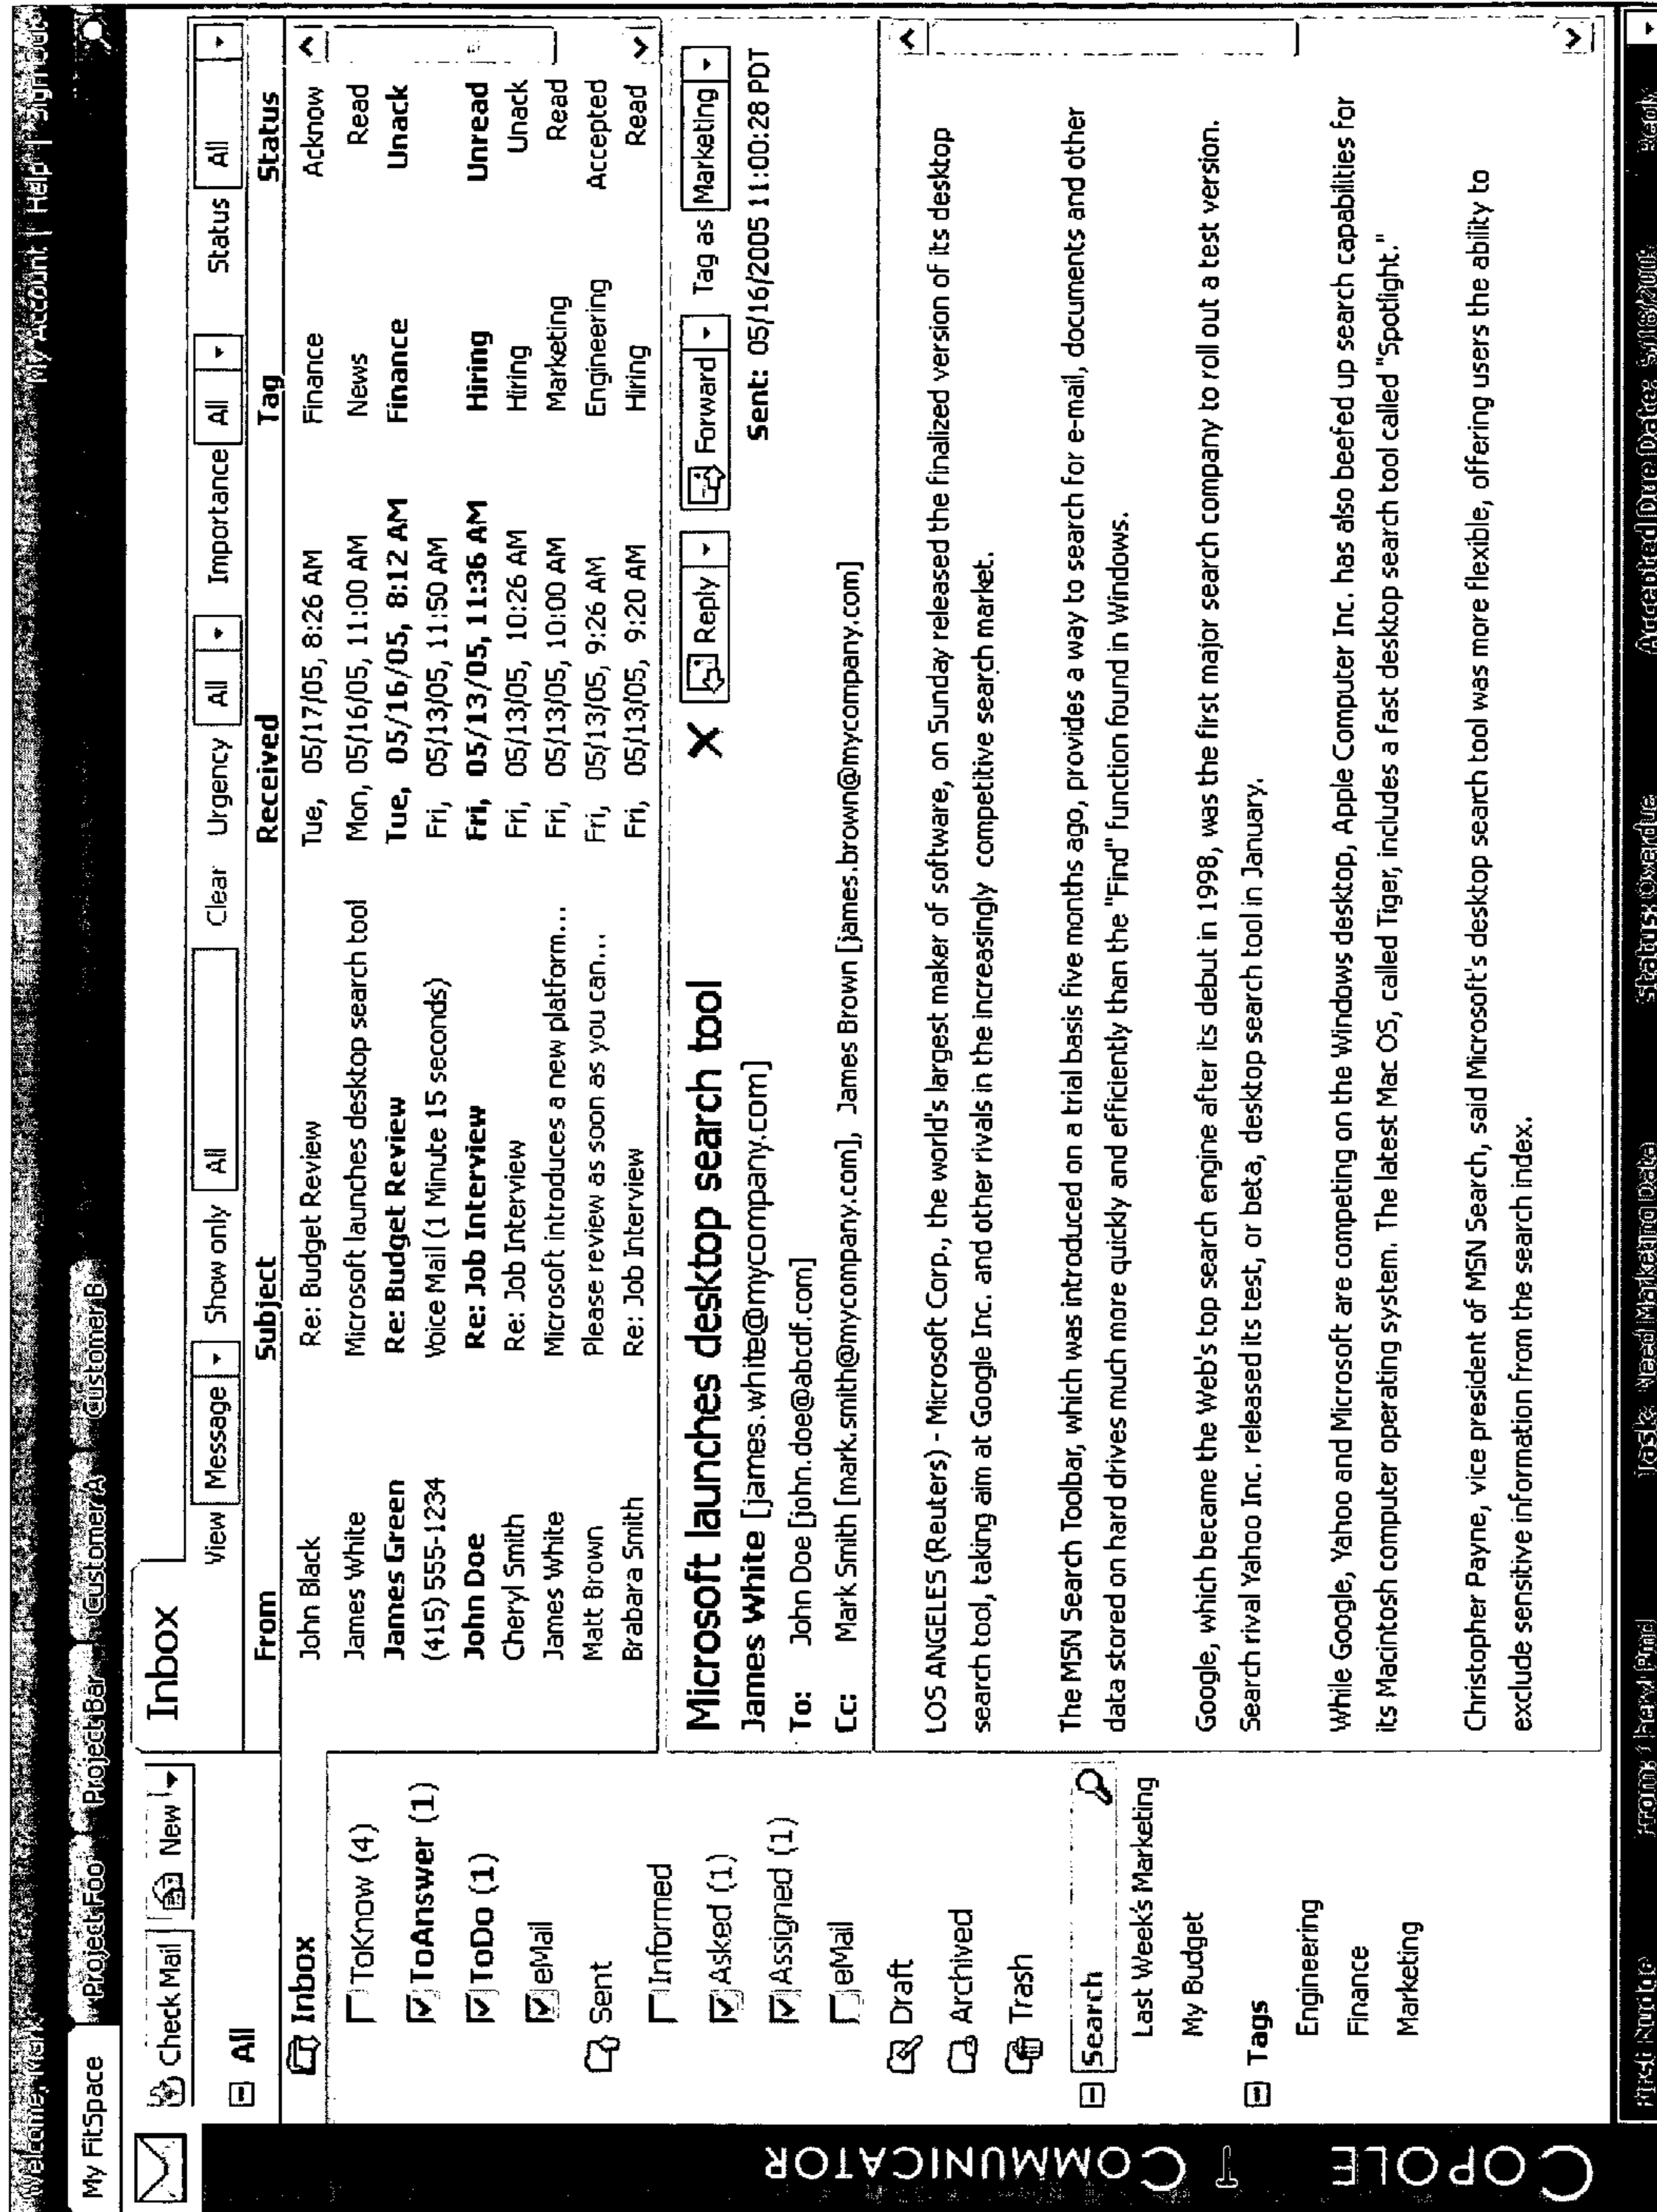 Welcome, Mark
My Account | Help | Sign Out
My FitSpace Project Foo Project Bar Customer A Customer B
Check Mail New
Inbox
All
View Message Show only All Clear Urgency All Importance All Status All
From Subject Received Tag Status
John Black Re: Budget Review Tue, 05/17/05, 8:26 AM Finance Acknow
James White Microsoft launches desktop search tool Mon, 05/16/05, 11:00 AM News Read
James Green Re: Budget Review Tue, 05/16/05, 8:12 AM Finance Unack
(415) 555-1234 Voice Mail (1 Minute 15 seconds) Fri, 05/13/05, 11:50 AM
John Doe Re: Job Interview Fri, 05/13/05, 11:36 AM Hiring Unread
Cheryl Smith Re: Job Interview Fri, 05/13/05, 10:26 AM Hiring Unack
James White Microsoft introduces a new platform... Fri, 05/13/05, 10:00 AM Marketing Read
Matt Brown Please review as soon as you can... Fri, 05/13/05, 9:26 AM Engineering Accepted
Brabara Smith Re: Job Interview Fri, 05/13/05, 9:20 AM Hiring Read
Inbox
ToKnow (4)
ToAnswer (1)
ToDo (1)
eMail
Sent
Informed
Asked (1)
Assigned (1)
eMail
Draft
Archived
Trash
Search
Last Week's Marketing
My Budget
Tags
Engineering
Finance
Marketing
Microsoft launches desktop search tool X Reply Forward Tag as Marketing
James White [james.white@mycompany.com] Sent: 05/16/2005 11:00:28 PDT
To: John Doe [john.doe@abcdf.com]
Cc: Mark Smith [mark.smith@mycompany.com], James Brown [james.brown@mycompany.com]
LOS ANGELES (Reuters) - Microsoft Corp., the world's largest maker of software, on Sunday released the finalized version of its desktop
search tool, taking aim at Google Inc. and other rivals in the increasingly competitive search market.
The MSN Search Toolbar, which was introduced on a trial basis five months ago, provides a way to search for e-mail, documents and other
data stored on hard drives much more quickly and efficiently than the "Find" function found in Windows.
Google, which became the Web's top search engine after its debut in 1998, was the first major search company to roll out a test version.
Search rival Yahoo Inc. released its test, or beta, desktop search tool in January.
While Google, Yahoo and Microsoft are competing on the Windows desktop, Apple Computer Inc. has also beefed up search capabilities for
its Macintosh computer operating system. The latest Mac OS, called Tiger, includes a fast desktop search tool called "Spotlight."
Christopher Payne, vice president of MSN Search, said Microsoft's desktop search tool was more flexible, offering users the ability to
exclude sensitive information from the search index.
COPOLE
COMMUNICATOR
First Nudge From: Cheryl Task: Need Marketing Data Status: Overdue Accepted Due Date: 5/18/2005 Reply